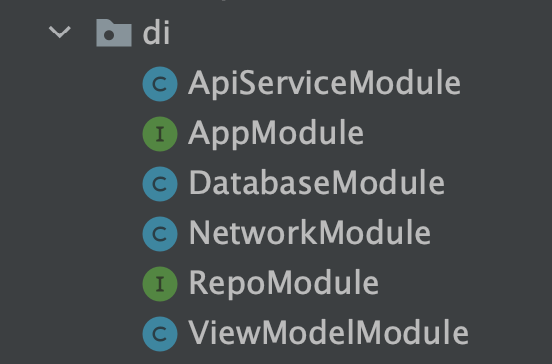 di
C ApiServiceModule
I AppModule
C DatabaseModule
C NetworkModule
I RepoModule
C ViewModelModule